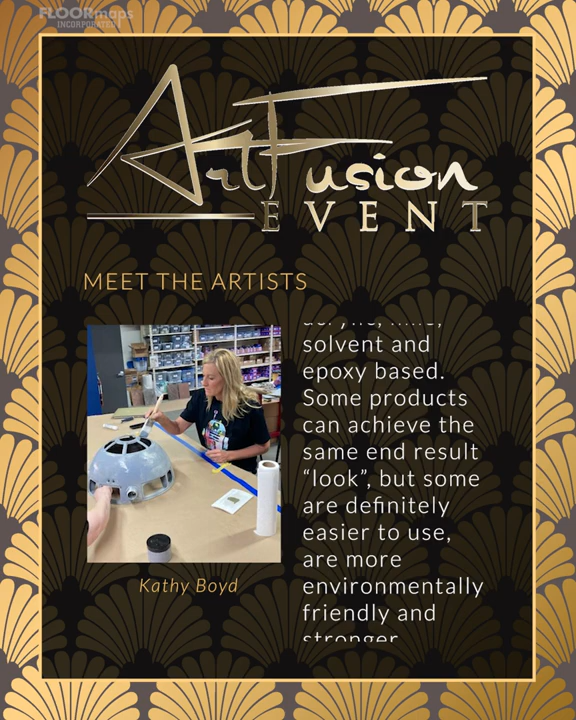 FLOORmaps
INCORPORATED
ArtFusion
EVENT
MEET THE ARTISTS
solvent and
epoxy based.
Some products
can achieve the
same end result
“look”, but some
are definitely
easier to use,
are more
environmentally
friendly and
stronger
Kathy Boyd